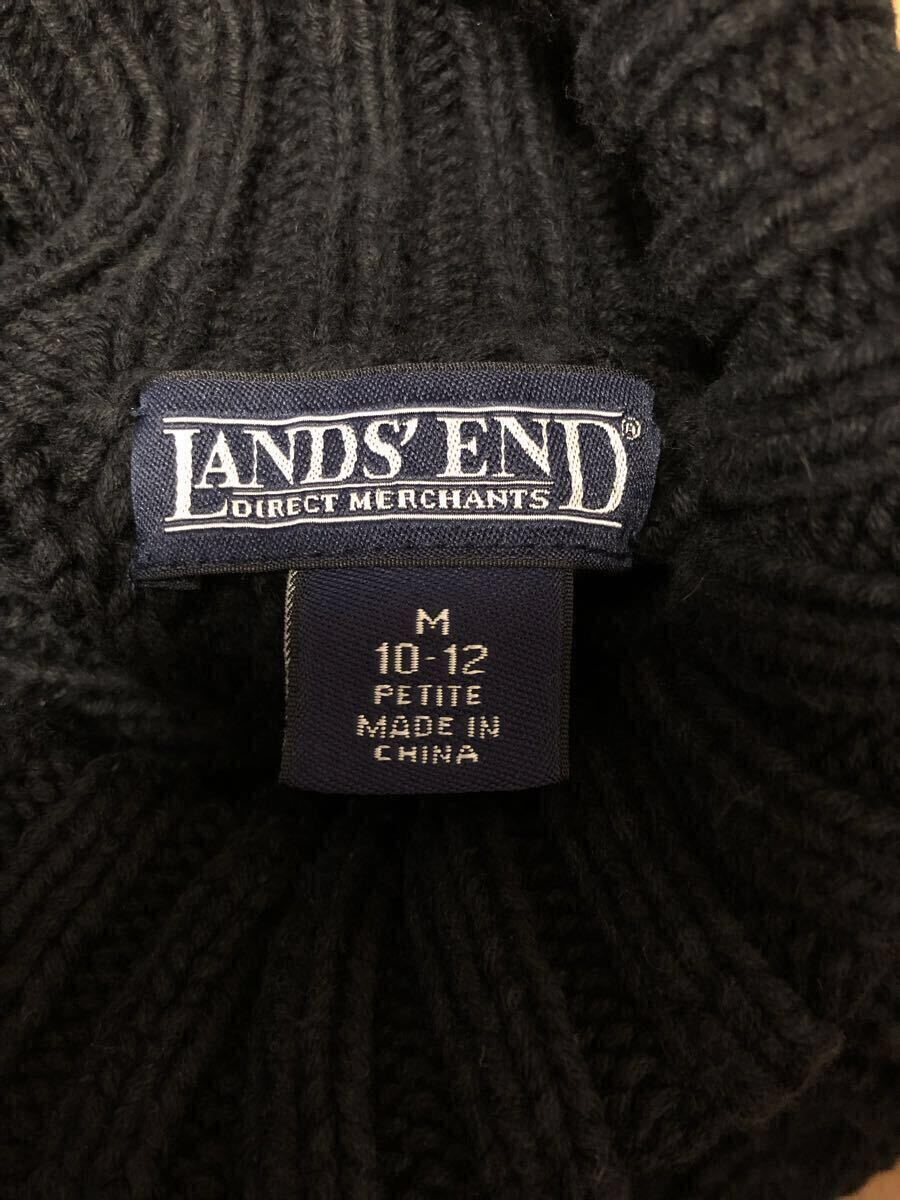 LANDS' END®
DIRECT MERCHANTS
M
10-12
PETITE
MADE IN
CHINA